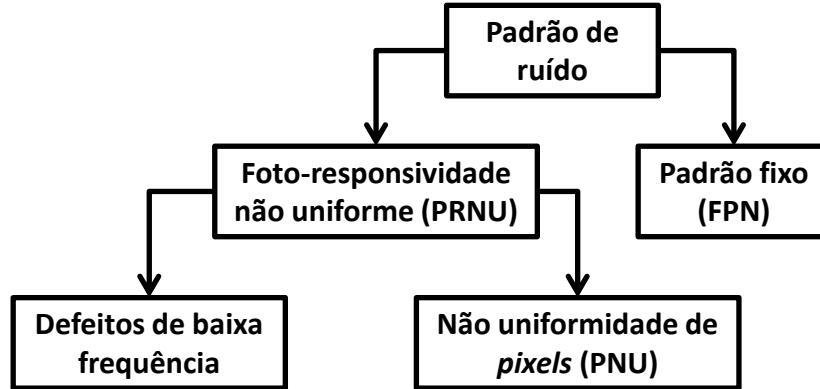 Padrão de
ruído
Foto-responsividade
não uniforme (PRNU)
Padrão fixo
(FPN)
Defeitos de baixa
frequência
Não uniformidade de
pixels (PNU)